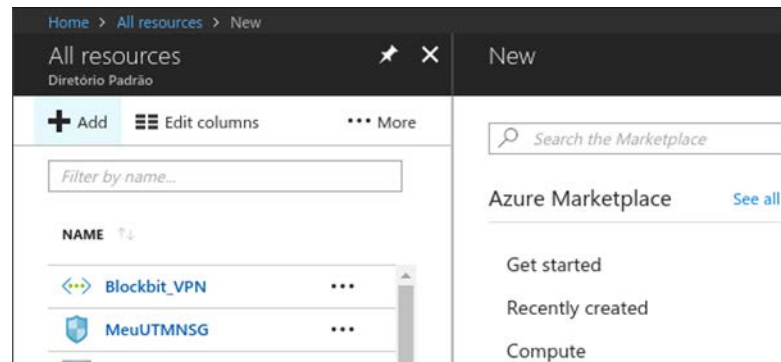 Home > All resources > New
All resources
Diretório Padrão
Add Edit columns ••• More
Filter by name...
NAME
Blockbit_VPN •••
MeuUTMNSG •••
New
Search the Marketplace
Azure Marketplace See all
Get started
Recently created
Compute